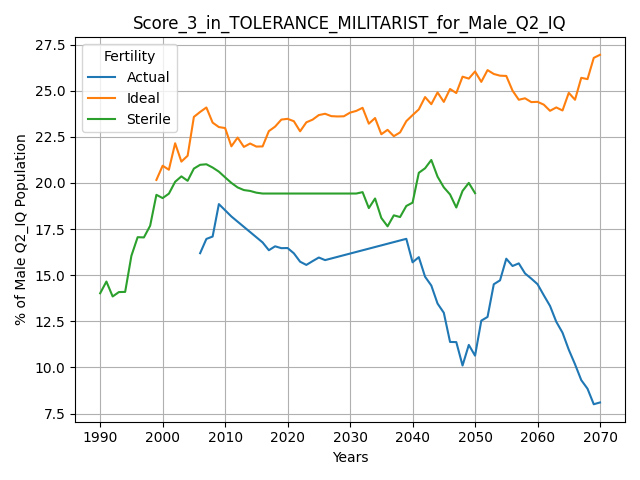 Score_3_in_TOLERANCE_MILITARIST_for_Male_Q2_IQ
Fertility
Actual
Ideal
Sterile
% of Male Q2_IQ Population
27.5
25.0
22.5
20.0
17.5
15.0
12.5
10.0
7.5
1990 2000 2010 2020 2030 2040 2050 2060 2070
Years